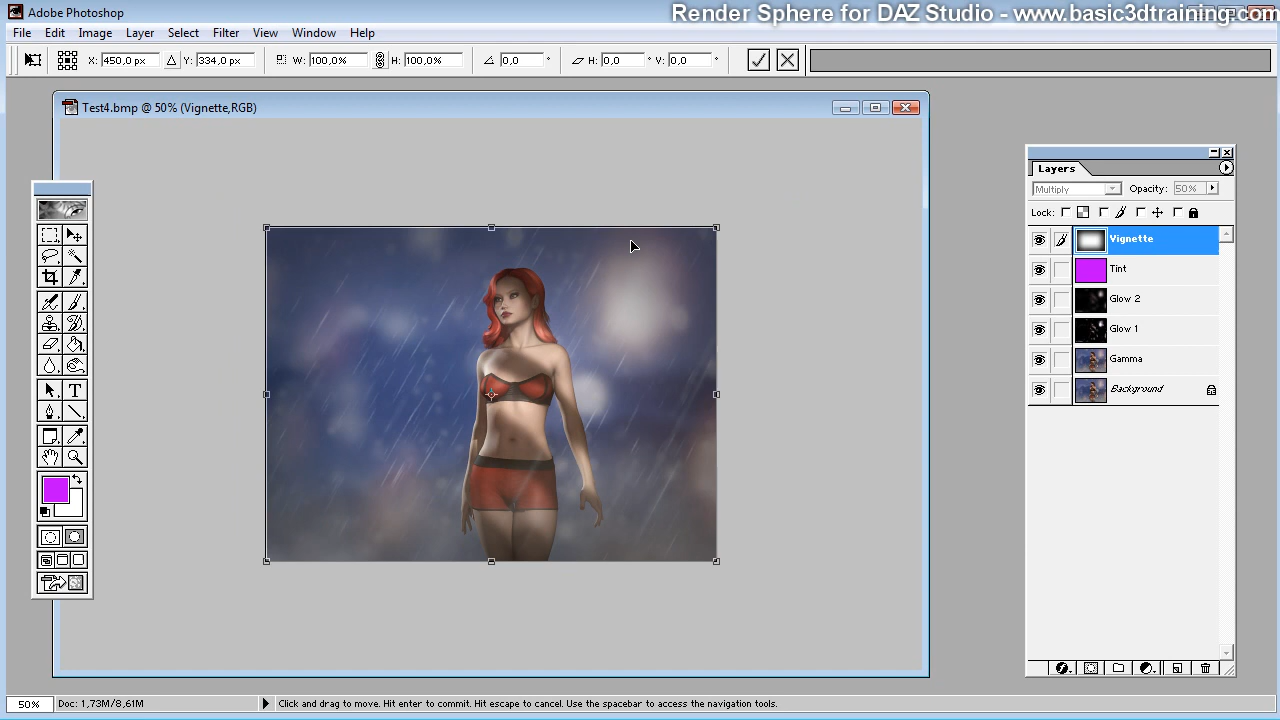 Adobe Photoshop
Render Sphere for DAZ Studio - www.basic3dtraining.com
File Edit Image Layer Select Filter View Window Help
X: 450,0 px Y: 334,0 px W: 100,0% H: 100,0% 0,0 ° H: 0,0 ° V: 0,0 °
Test4.bmp @ 50% (Vignette,RGB)
Layers
Multiply Opacity: 50%
Lock:
Vignette
Tint
Glow 2
Glow 1
Gamma
Background
T
50% Doc: 1,73M/8,61M Click and drag to move. Hit enter to commit. Hit escape to cancel. Use the spacebar to access the navigation tools.